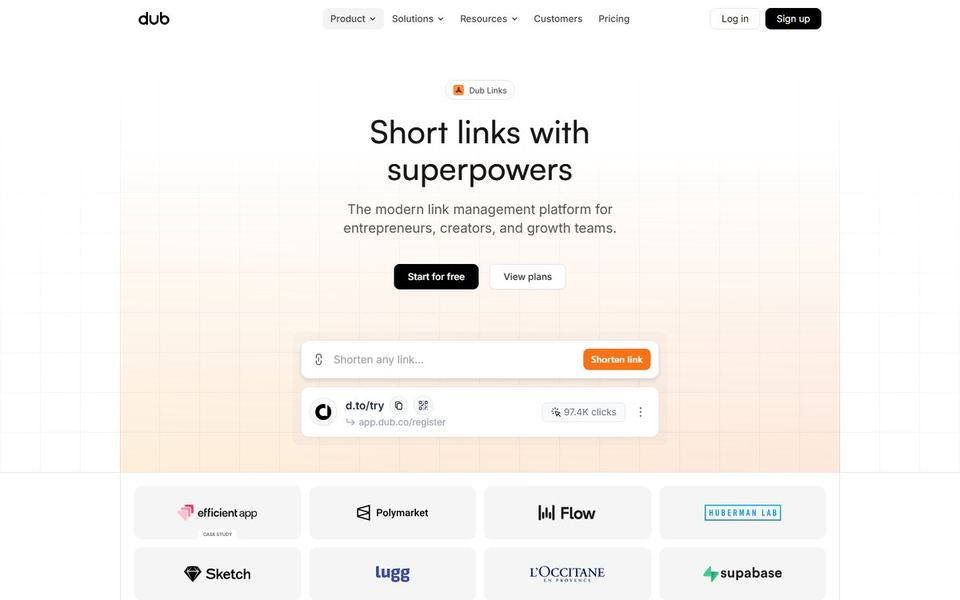 dub
Product
Solutions
Resources
Customers
Pricing
Log in
Sign up
Dub Links
Short links with
superpowers
The modern link management platform for
entrepreneurs, creators, and growth teams.
Start for free
View plans
Shorten any link...
Shorten link
d.to/try
97.4K clicks
app.dub.co/register
efficient app
Polymarket
Flow
HUBERMAN LAB
CASE STUDY
Sketch
lugg
L'OCCITANE
EN PROVENCE
supabase